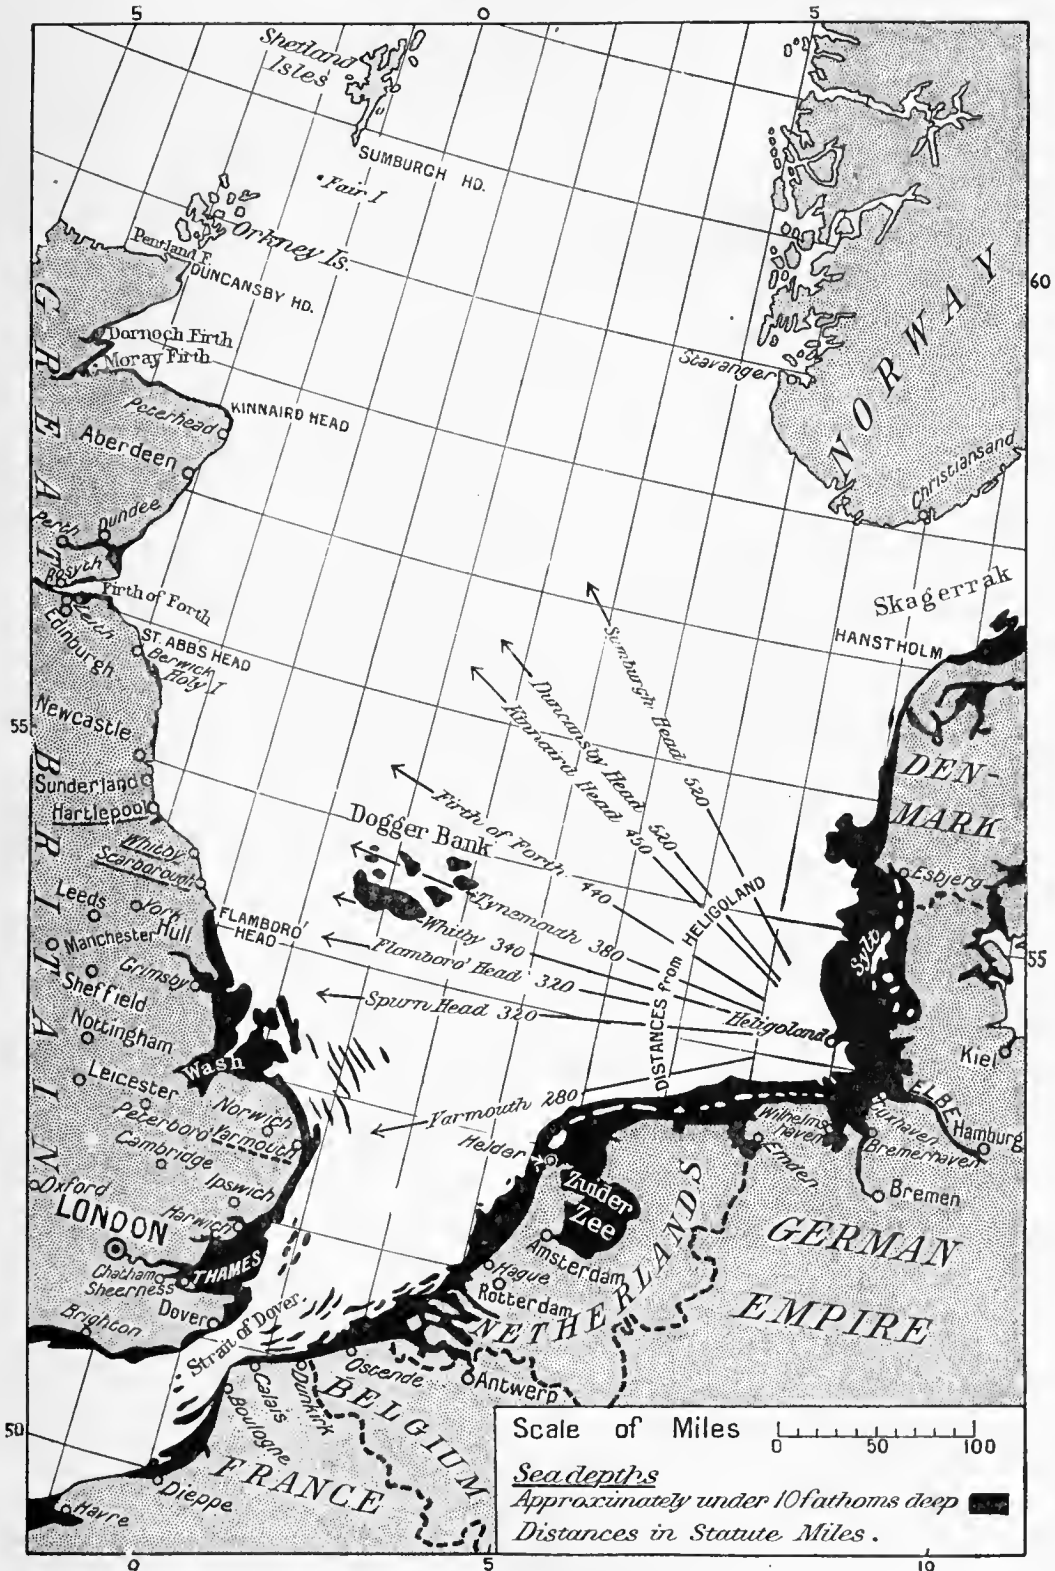 5
0
5
Shetland
Isles
SUMBURGH HD.
Fair I
Orkney Is.
Pentland F.
DUNCANSBY HD.
60
Dornoch Firth
Moray Firth
NORWAY
Stavanger
Peterhead
KINNAIRD HEAD
Aberdeen
Christiansand
Perth
Dundee
Rosyth
Firth of Forth
Leith
Edinburgh
Skagerrak
HANSTHOLM
ST. ABBS HEAD
Berwick
Holy I
GREAT BRITAIN
Sumburgh Head 520
Duncansby Head 520
Kinnaird Head 450
55
Newcastle
Sunderland
Hartlepool
DEN-
MARK
Firth of Forth 440
Dogger Bank
Whitby
Scarborough
Esbjerg
Leeds
York
Hull
FLAMBORO'
HEAD
Tynemouth 380
Whitby 340
DISTANCES from HELIGOLAND
Manchester
Flamboro' Head 320
Sylt
55
Grimsby
Sheffield
Spurn Head 320
Heligoland
Nottingham
Kiel
Wash
Leicester
Yarmouth 280
ELBE
Norwich
Peterboro
Yarmouth
Wilhelms
haven
Cuxhaven
Hamburg
Helder
Bremerhaven
Cambridge
Emden
Zuider
Zee
Oxford
Ipswich
Bremen
LONDON
Harwich
Amsterdam
GERMAN
EMPIRE
THAMES
Chatham
Sheerness
Hague
Rotterdam
NETHERLANDS
Dover
Brighton
Strait of Dover
Ostende
Antwerp
Calais
Dunkirk
Boulogne
BELGIUM
50
FRANCE
Dieppe
Havre
Scale of Miles
0 50 100
Sea depths
Approximately under 10 fathoms deep
Distances in Statute Miles.
0
5
10